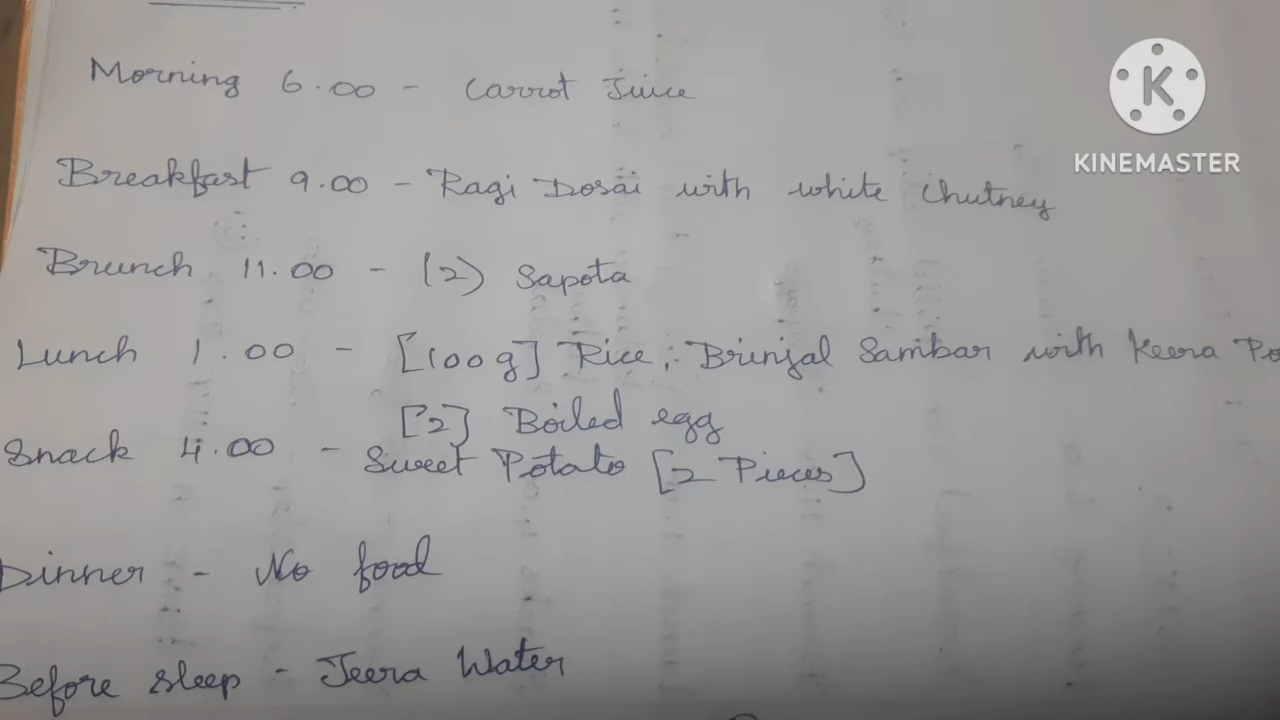 Morning 6.00 - Carrot Juice
KINEMASTER
Breakfast 9.00 - Ragi Dosai with white chutney
Brunch 11.00 - (2) Sapota
Lunch 1.00 - [100g] Rice, Brinjal Sambar with Keera Po
[2] Boiled egg
Snack 4.00 - Sweet Potato [2 Pieces]
Dinner - No food
Before sleep - Jeera Water